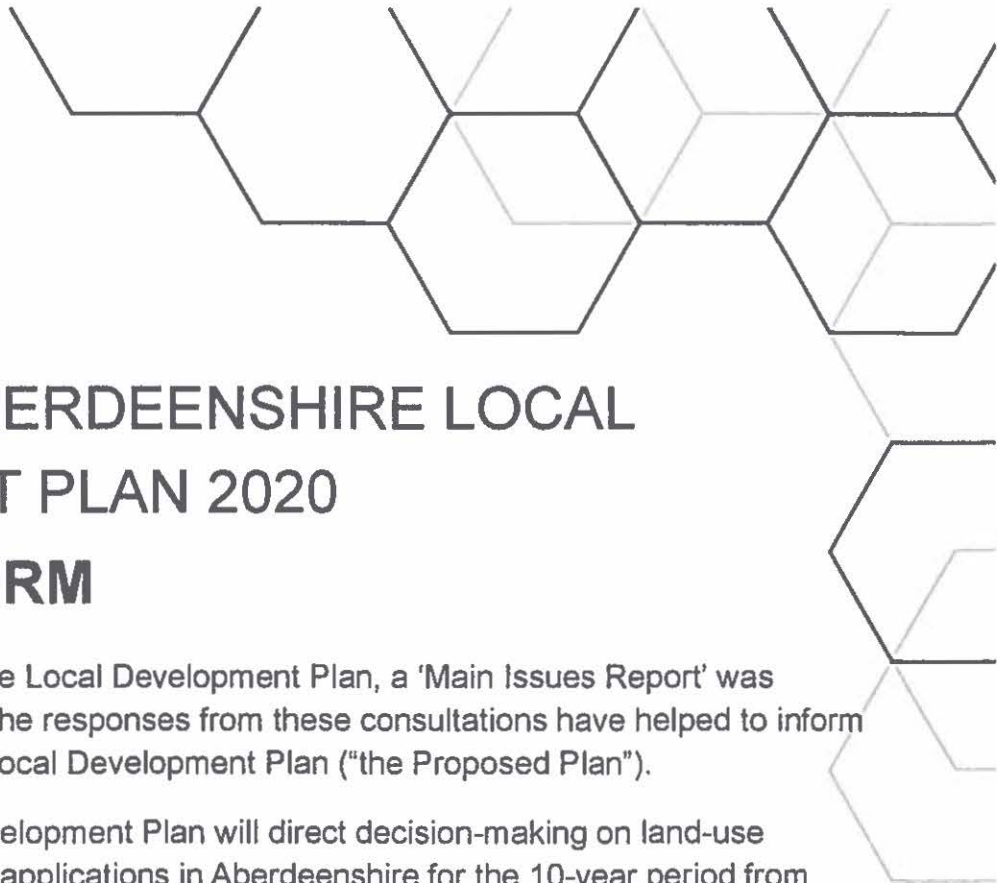 ERDEENSHIRE LOCAL
T PLAN 2020
RM
e Local Development Plan, a 'Main Issues Report' was
he responses from these consultations have helped to inform
ocal Development Plan (“the Proposed Plan”).
elopment Plan will direct decision-making on land-use
applications in Aberdeenshire for the 10-year period from